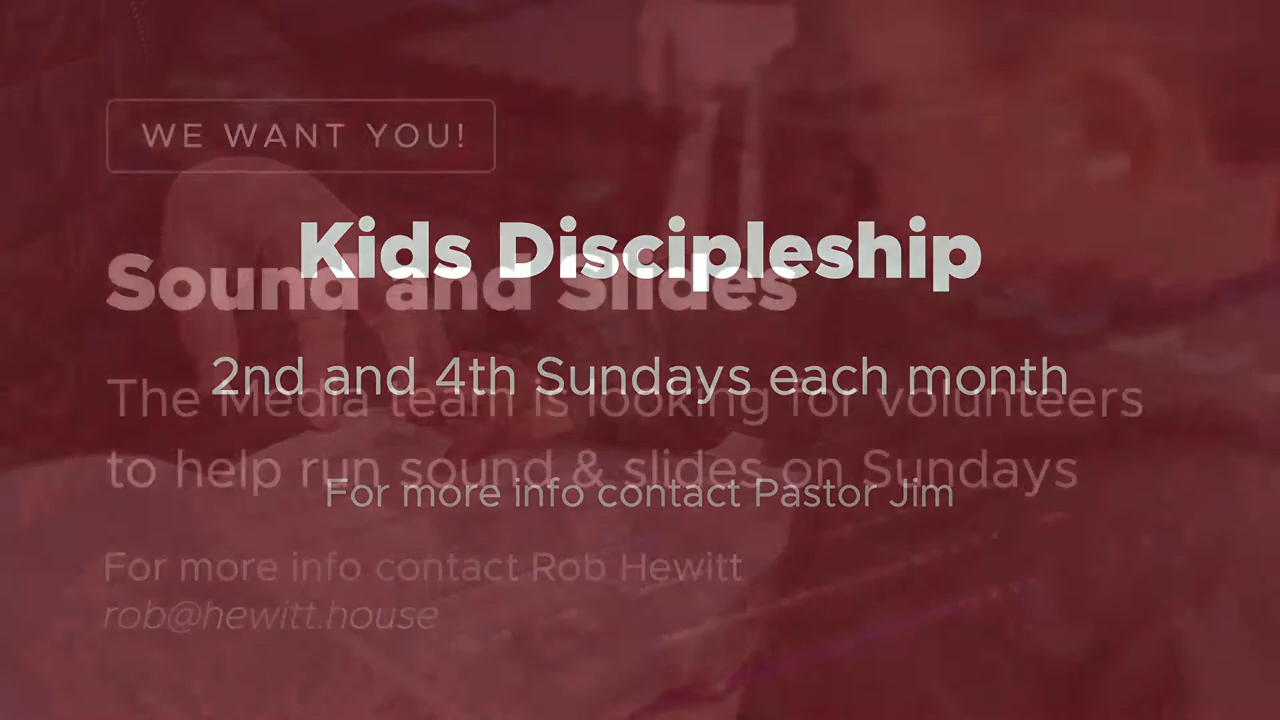 WE WANT YOU!
Kids Discipleship
Sound and Slides
2nd and 4th Sundays each month
The Media team is looking for volunteers
to help run sound & slides on Sundays
For more info contact Pastor Jim
For more info contact Rob Hewitt
rob@hewitt.house